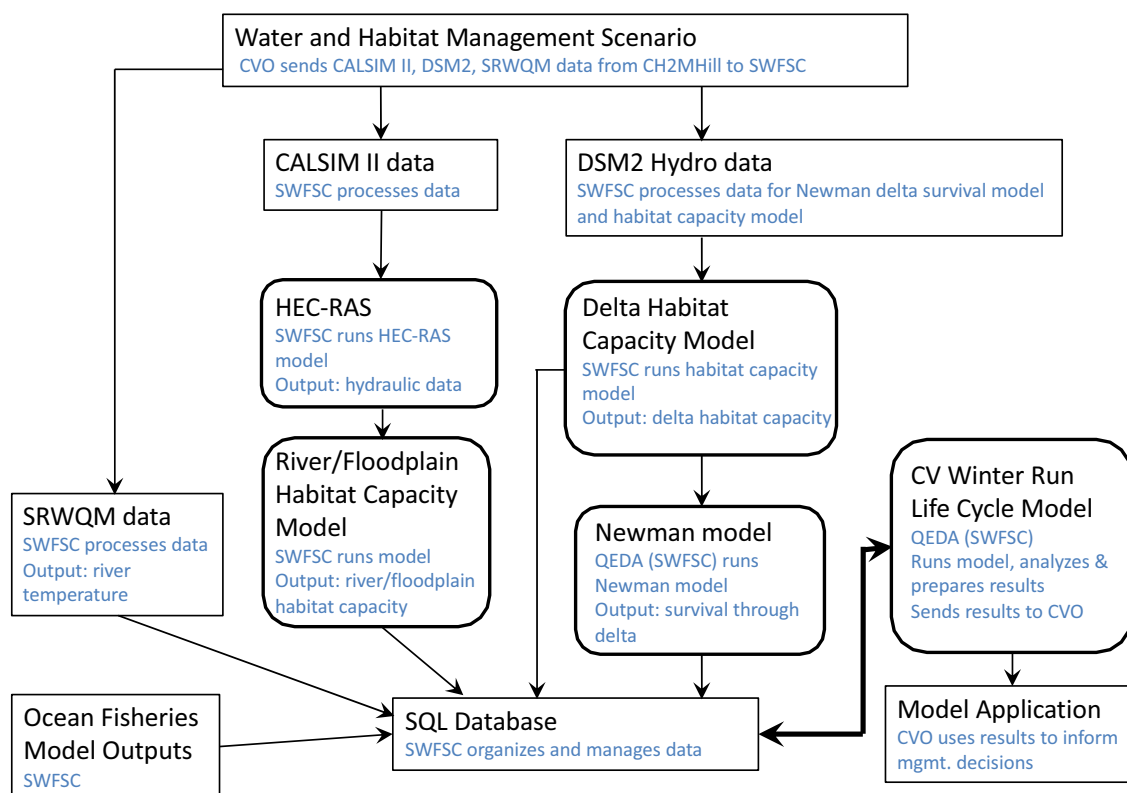 Water and Habitat Management Scenario
CVO sends CALSIM II, DSM2, SRWQM data from CH2MHill to SWFSC
CALSIM II data
SWFSC processes data
DSM2 Hydro data
SWFSC processes data for Newman delta survival model
and habitat capacity model
HEC-RAS
SWFSC runs HEC-RAS
model
Output: hydraulic data
Delta Habitat
Capacity Model
SWFSC runs habitat capacity
model
Output: delta habitat capacity
River/Floodplain
Habitat Capacity
Model
SWFSC runs model
Output: river/floodplain
habitat capacity
CV Winter Run
Life Cycle Model
QEDA (SWFSC)
Runs model, analyzes &
prepares results
Sends results to CVO
SRWQM data
SWFSC processes data
Output: river
temperature
Newman model
QEDA (SWFSC) runs
Newman model
Output: survival through
delta
Ocean Fisheries
Model Outputs
SWFSC
SQL Database
SWFSC organizes and manages data
Model Application
CVO uses results to inform
mgmt. decisions